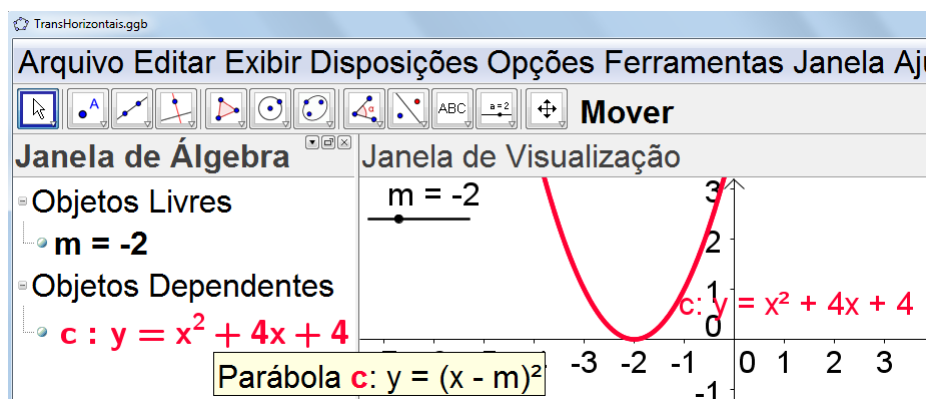 TransHorizontais.ggb
Arquivo Editar Exibir Disposições Opções Ferramentas Janela
A α ABC a=2 Mover
Janela de Álgebra
Janela de Visualização
Objetos Livres
m = -2
Objetos Dependentes
c : y = x² + 4x + 4
Parábola c: y = (x - m)²
m = -2
3
2
1
c: y = x² + 4x + 4
0
-3 -2 -1 0 1 2 3
-1